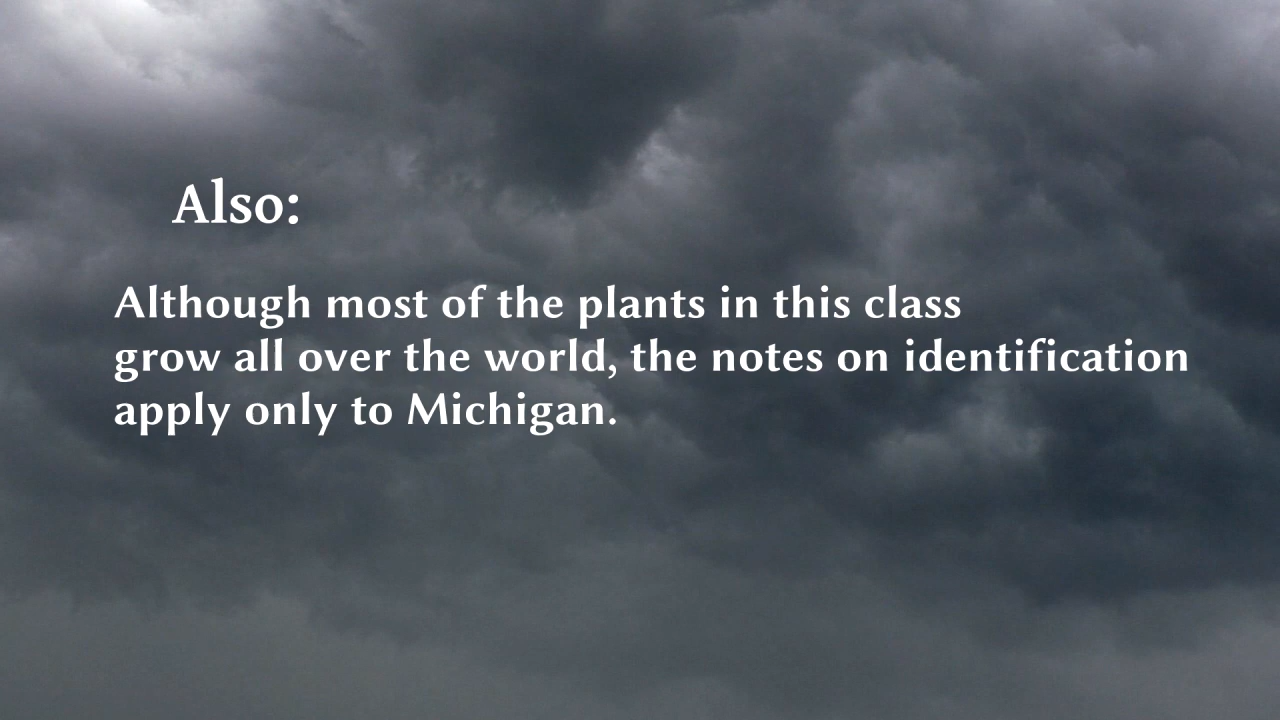 Also:
Although most of the plants in this class
grow all over the world, the notes on identification
apply only to Michigan.